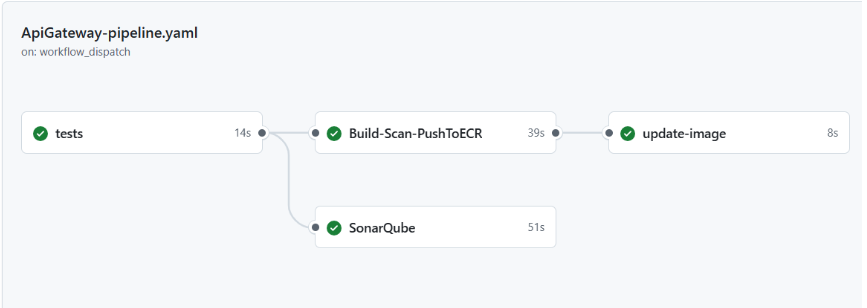 ApiGateway-pipeline.yaml
on: workflow_dispatch
tests 14s
Build-Scan-PushToECR 39s
update-image 8s
SonarQube 51s